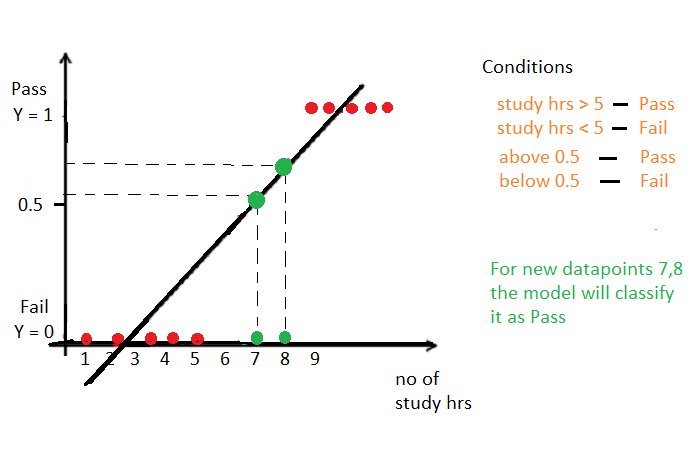 Pass
Y = 1
0.5
Fail
Y = 0
1 2 3 4 5 6 7 8 9
no of
study hrs
Conditions
study hrs > 5 – Pass
study hrs < 5 – Fail
above 0.5 – Pass
below 0.5 – Fail
For new datapoints 7,8
the model will classify
it as Pass